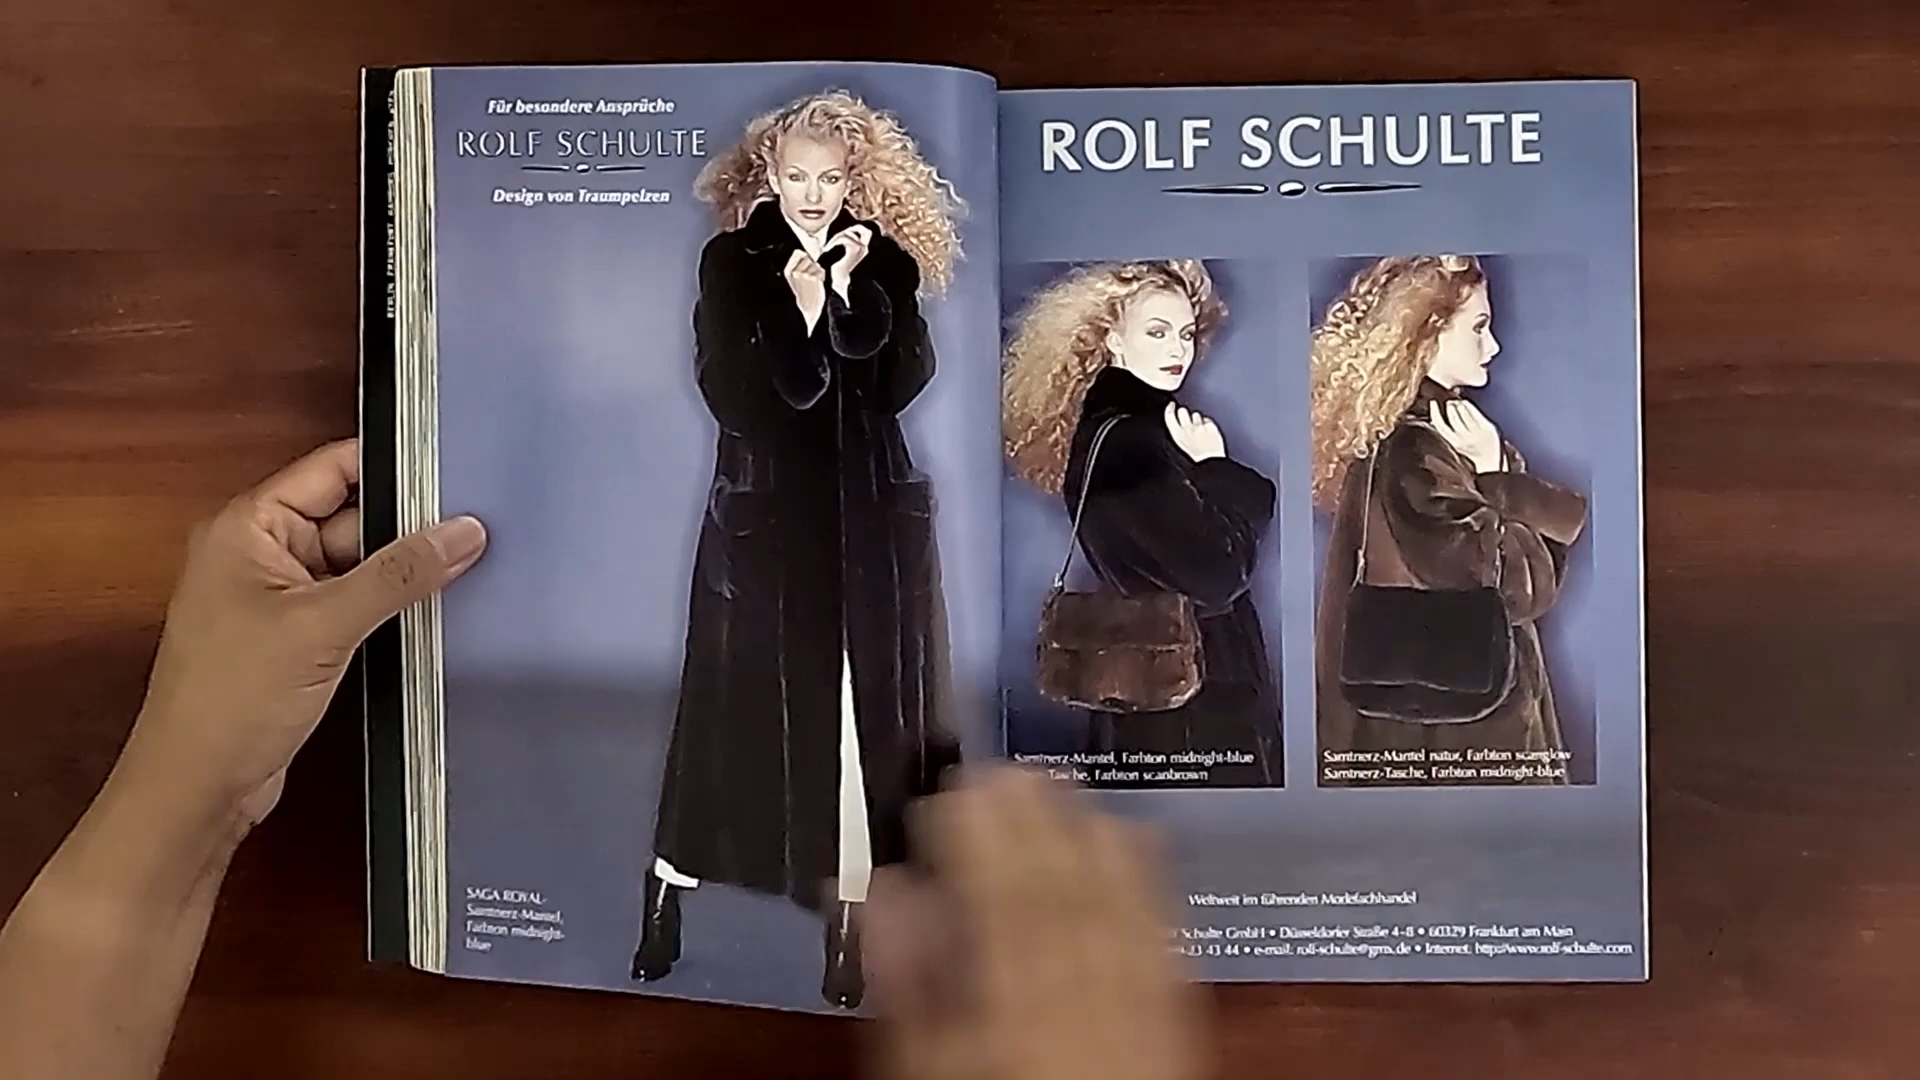 Für besondere Ansprüche
ROLF SCHULTE
Design von Traumpelzen
SAGA ROYAL-
Samtnerz-Mantel,
Farbton midnight-
blue
ROLF SCHULTE
Samtnerz-Mantel, Farbton midnight-blue
Tasche, Farbton scanbrown
Samtnerz-Mantel natur, Farbton scanglow
Samtnerz-Tasche, Farbton midnight-blue
Weltweit im führenden Modefachhandel
Schulte GmbH • Düsseldorfer Straße 4-8 • 60329 Frankfurt am Main
23 43 44 • e-mail: rolf-schulte@gmx.de • Internet: http://www.rolf-schulte.com